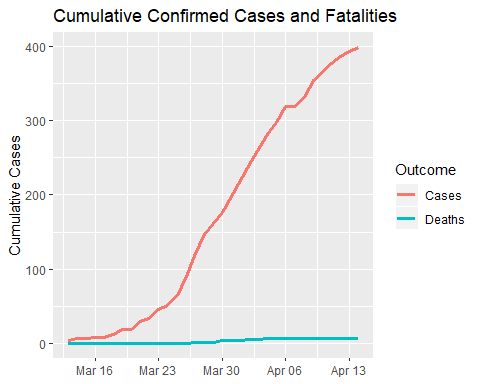 Cumulative Confirmed Cases and Fatalities
400
300
200
100
0
Cumulative Cases
Mar 16 Mar 23 Mar 30 Apr 06 Apr 13
Outcome
Cases
Deaths